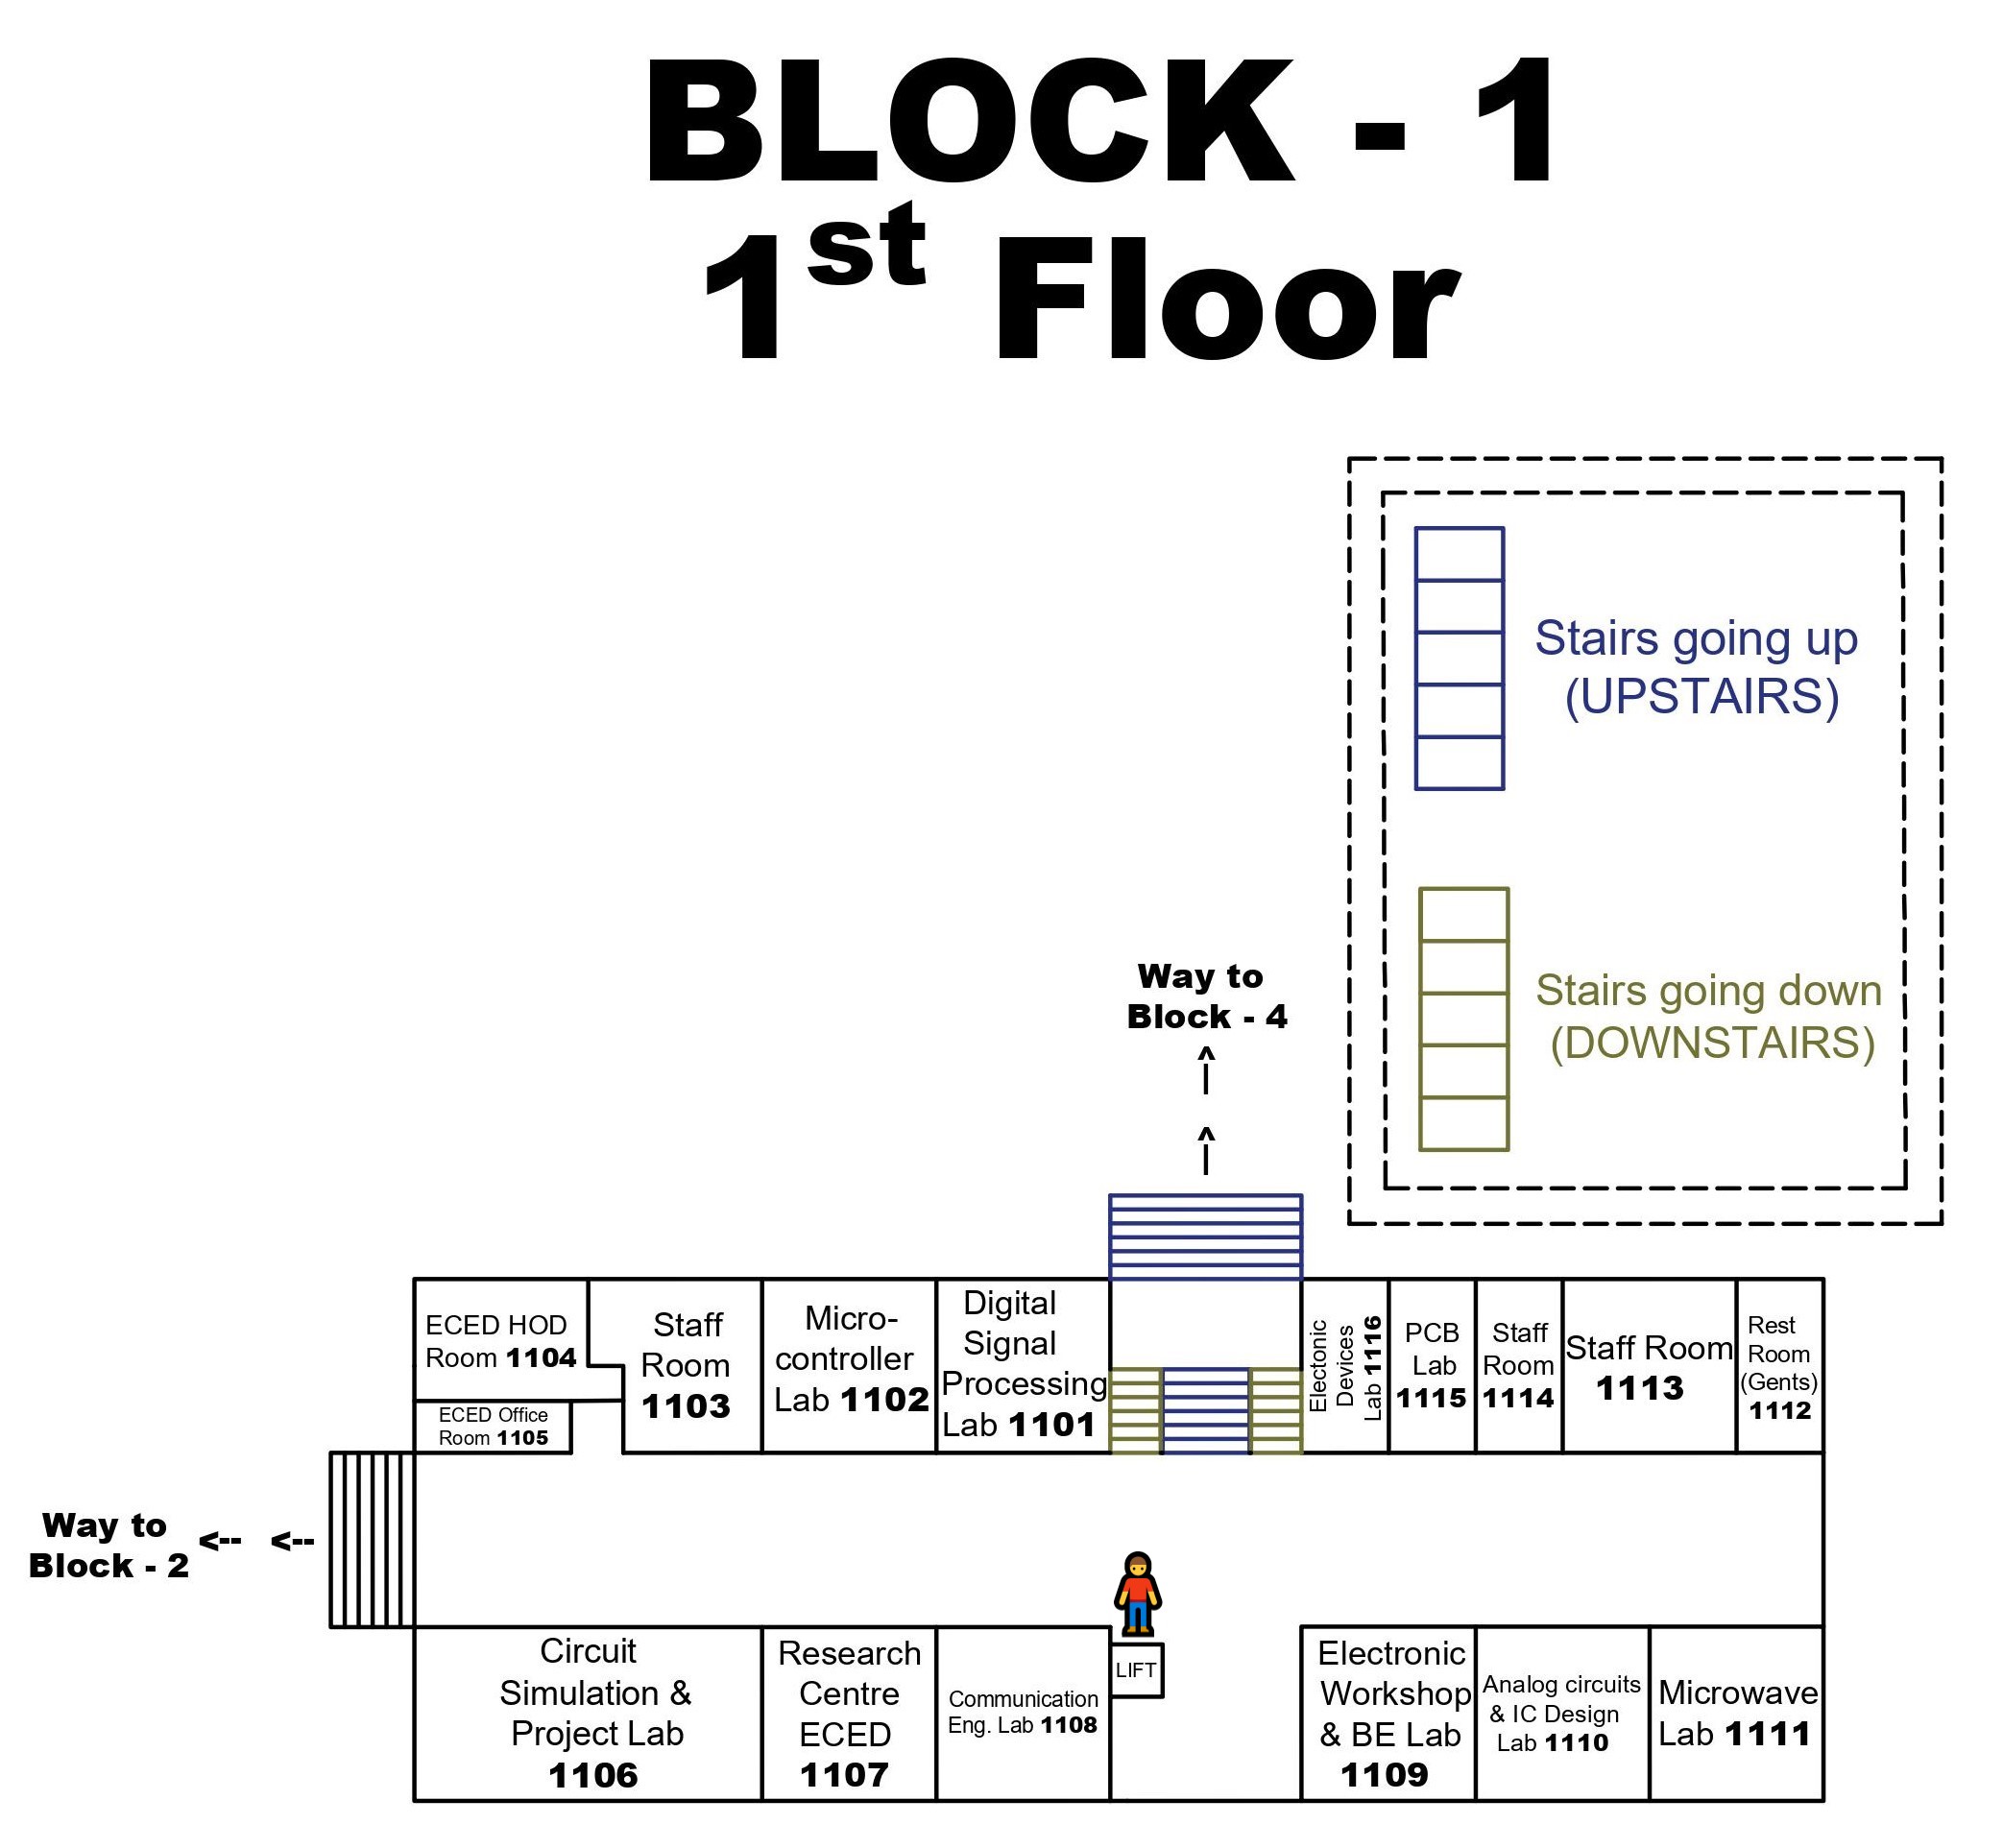 BLOCK - 1
1st Floor
Stairs going up
(UPSTAIRS)
Stairs going down
(DOWNSTAIRS)
Way to
Block - 4
^
^
ECED HOD
Room 1104
ECED Office
Room 1105
Staff
Room
1103
Micro-
controller
Lab 1102
Digital
Signal
Processing
Lab 1101
Electonic
Devices
Lab 1116
PCB
Lab
1115
Staff
Room
1114
Staff Room
1113
Rest
Room
(Gents)
1112
Way to
Block - 2
<-- <--
Circuit
Simulation &
Project Lab
1106
Research
Centre
ECED
1107
Communication
Eng. Lab 1108
LIFT
Electronic
Workshop
& BE Lab
1109
Analog circuits
& IC Design
Lab 1110
Microwave
Lab 1111